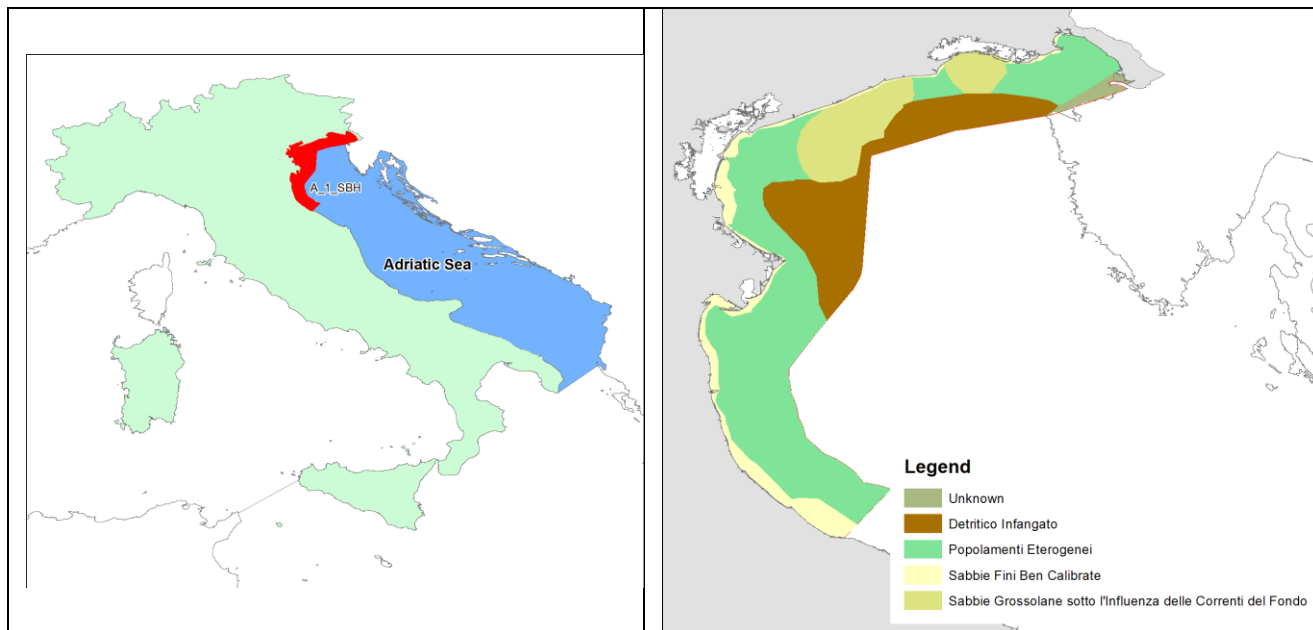 A_1_SBH
Adriatic Sea
Legend
Unknown
Detritico Infangato
Popolamenti Eterogenei
Sabbie Fini Ben Calibrate
Sabbie Grossolane sotto l'Influenza delle Correnti del Fondo